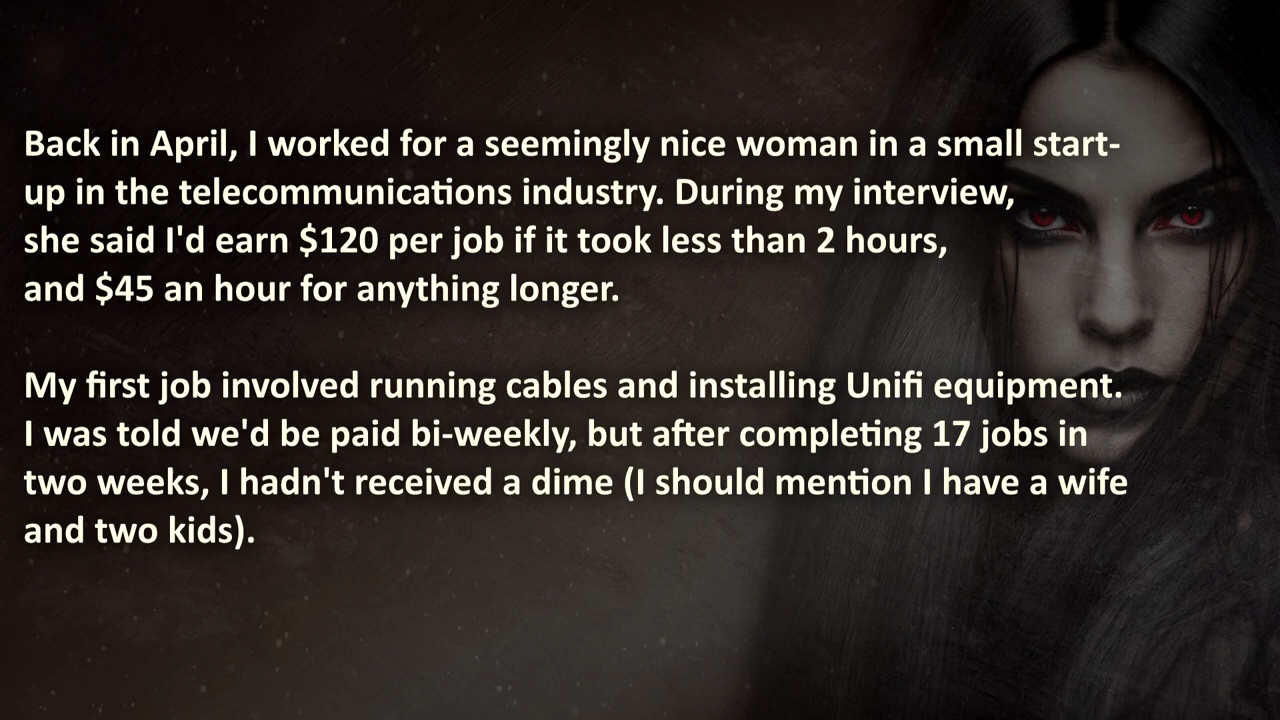 Back in April, I worked for a seemingly nice woman in a small start-
up in the telecommunications industry. During my interview,
she said I'd earn $120 per job if it took less than 2 hours,
and $45 an hour for anything longer.
My first job involved running cables and installing Unifi equipment.
I was told we'd be paid bi-weekly, but after completing 17 jobs in
two weeks, I hadn't received a dime (I should mention I have a wife
and two kids).